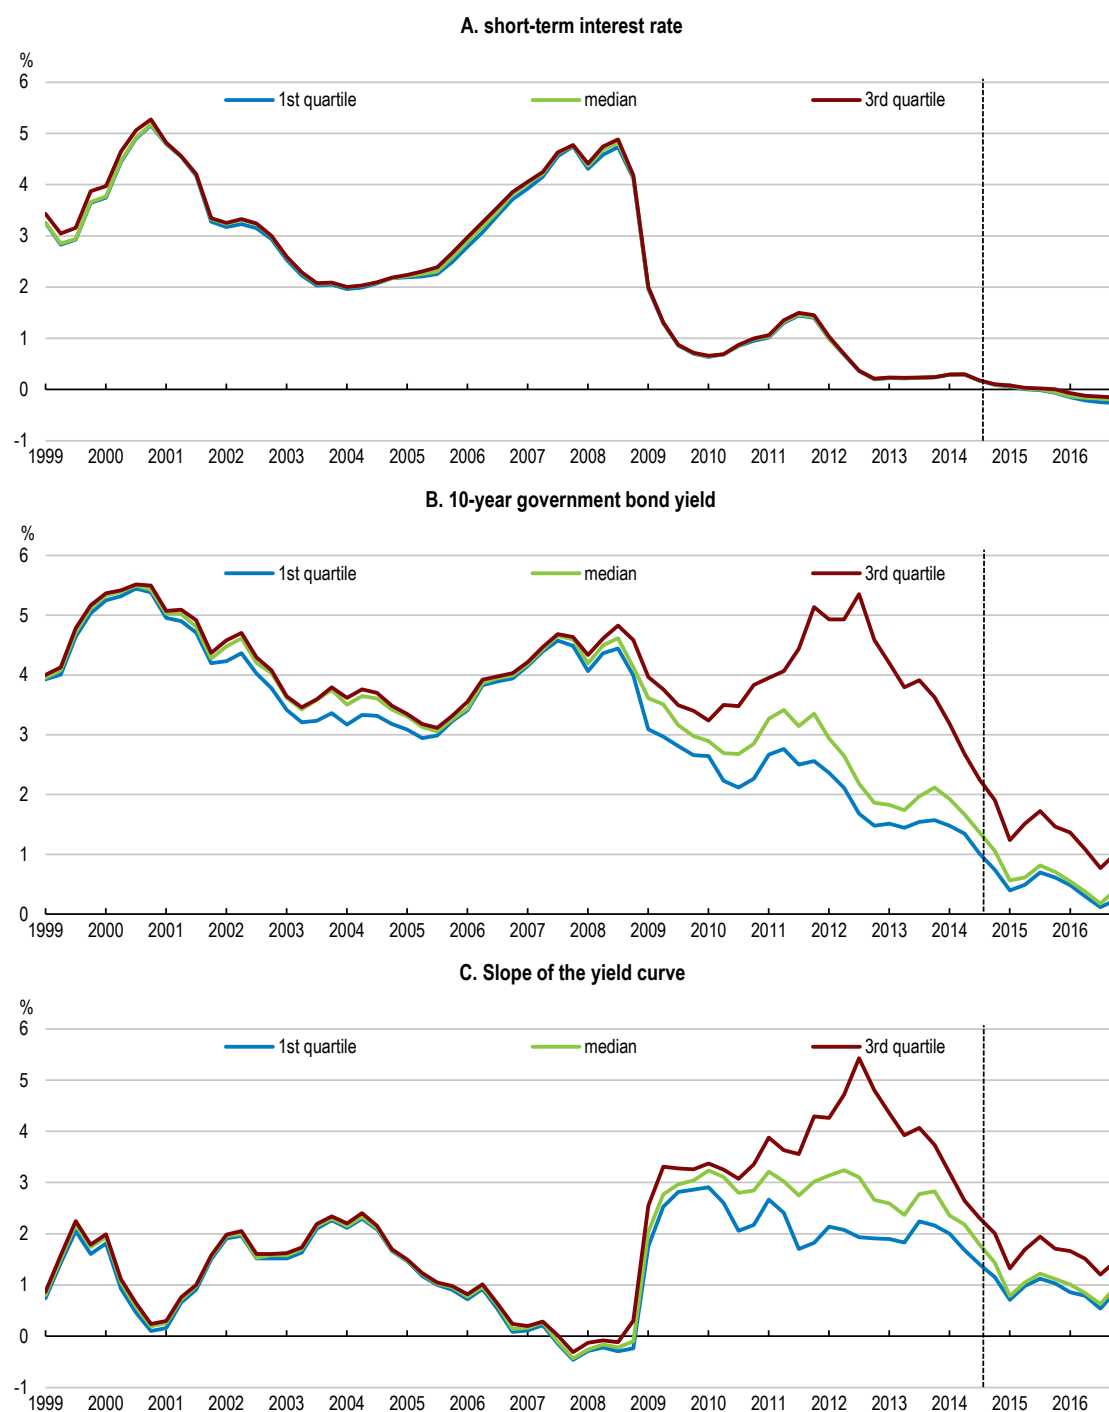 A. short-term interest rate
%
6
1st quartile median 3rd quartile
5
4
3
2
1
0
-1
1999 2000 2001 2002 2003 2004 2005 2006 2007 2008 2009 2010 2011 2012 2013 2014 2015 2016
B. 10-year government bond yield
%
6
1st quartile median 3rd quartile
5
4
3
2
1
0
1999 2000 2001 2002 2003 2004 2005 2006 2007 2008 2009 2010 2011 2012 2013 2014 2015 2016
C. Slope of the yield curve
%
6
1st quartile median 3rd quartile
5
4
3
2
1
0
-1
1999 2000 2001 2002 2003 2004 2005 2006 2007 2008 2009 2010 2011 2012 2013 2014 2015 2016